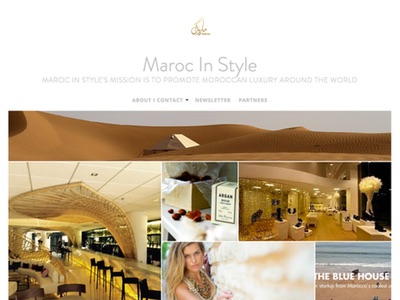 Maroc In Style
MAROC IN STYLE'S MISSION IS TO PROMOTE MOROCCAN LUXURY AROUND THE WORLD
ABOUT I CONTACT
NEWSLETTER
PARTNERS
ARGAN
THE BLUE HOUSE
startup from Morocco's coolest